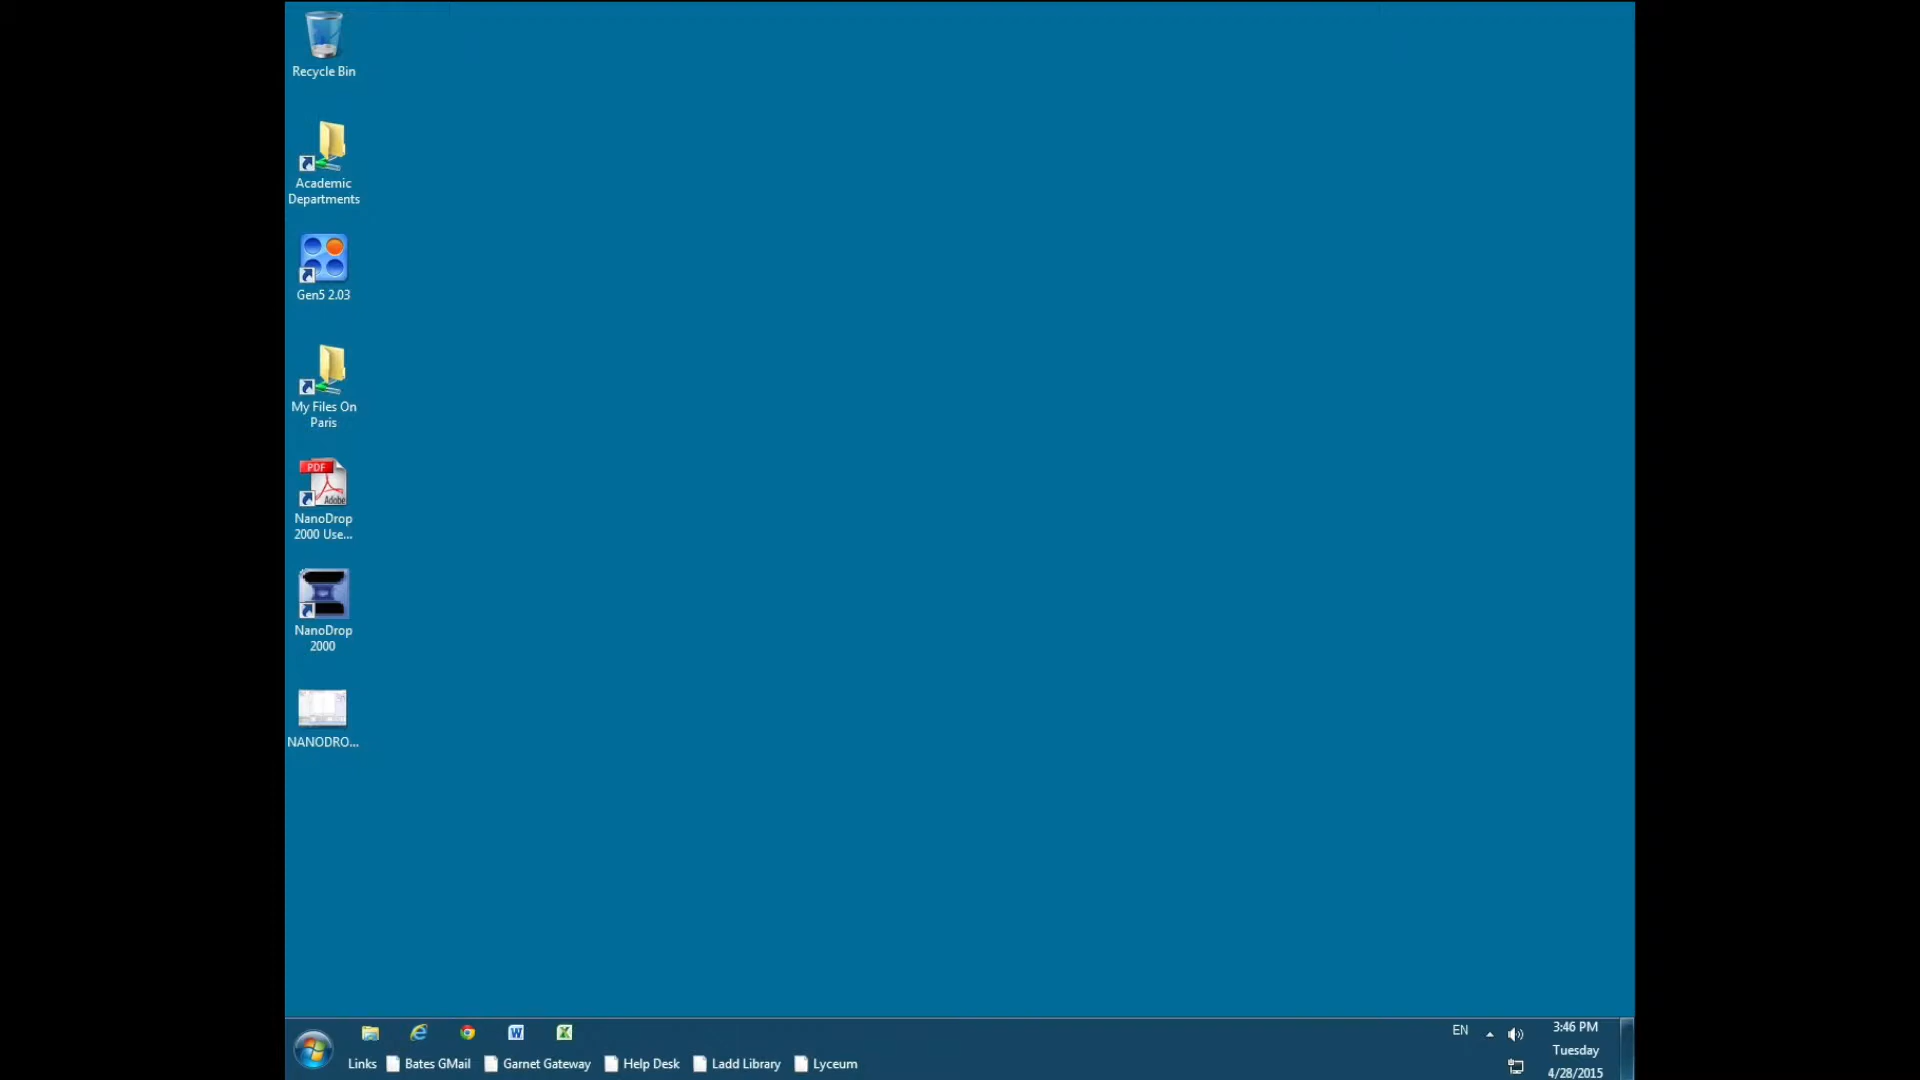 Recycle Bin
Academic
Departments
Gen5 2.03
My Files On
Paris
PDF
Adobe
NanoDrop
2000 Use...
NanoDrop
2000
NANODRO...
EN
3:46 PM
Tuesday
4/28/2015
Links
Bates GMail
Garnet Gateway
Help Desk
Ladd Library
Lyceum